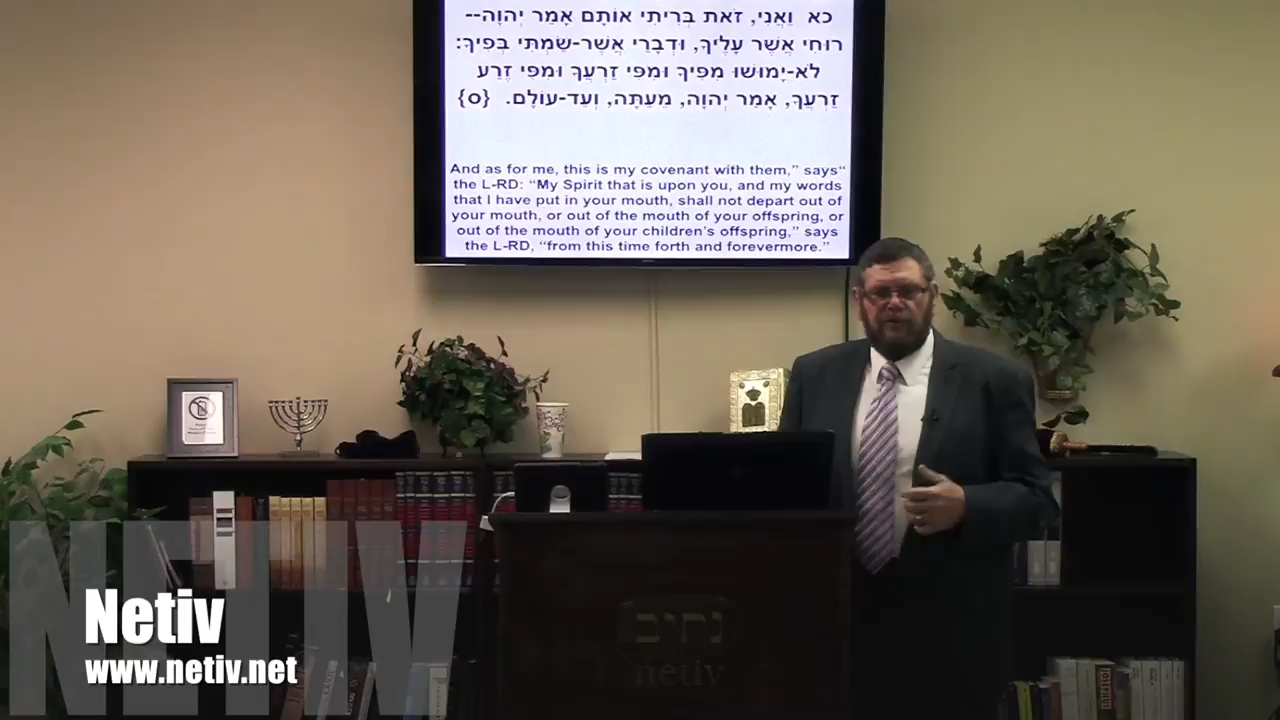 כא וַאֲנִי, זֹאת בְּרִיתִי אוֹתָם אָמַר יְהוָה--
רוּחִי אֲשֶׁר עָלֶיךָ, וּדְבָרַי אֲשֶׁר-שַׂמְתִּי בְּפִיךָ:
לֹא-יָמוּשׁוּ מִפִּיךָ וּמִפִּי זַרְעֲךָ וּמִפִּי זֶרַע
זַרְעֲךָ, אָמַר יְהוָה, מֵעַתָּה, וְעַד-עוֹלָם. {ס}
And as for me, this is my covenant with them,” says“
the L-RD: “My Spirit that is upon you, and my words
that I have put in your mouth, shall not depart out of
your mouth, or out of the mouth of your offspring, or
out of the mouth of your children’s offspring,” says
the L-RD, “from this time forth and forevermore.”
נתיב
netiv
NETIV
Netiv
www.netiv.net